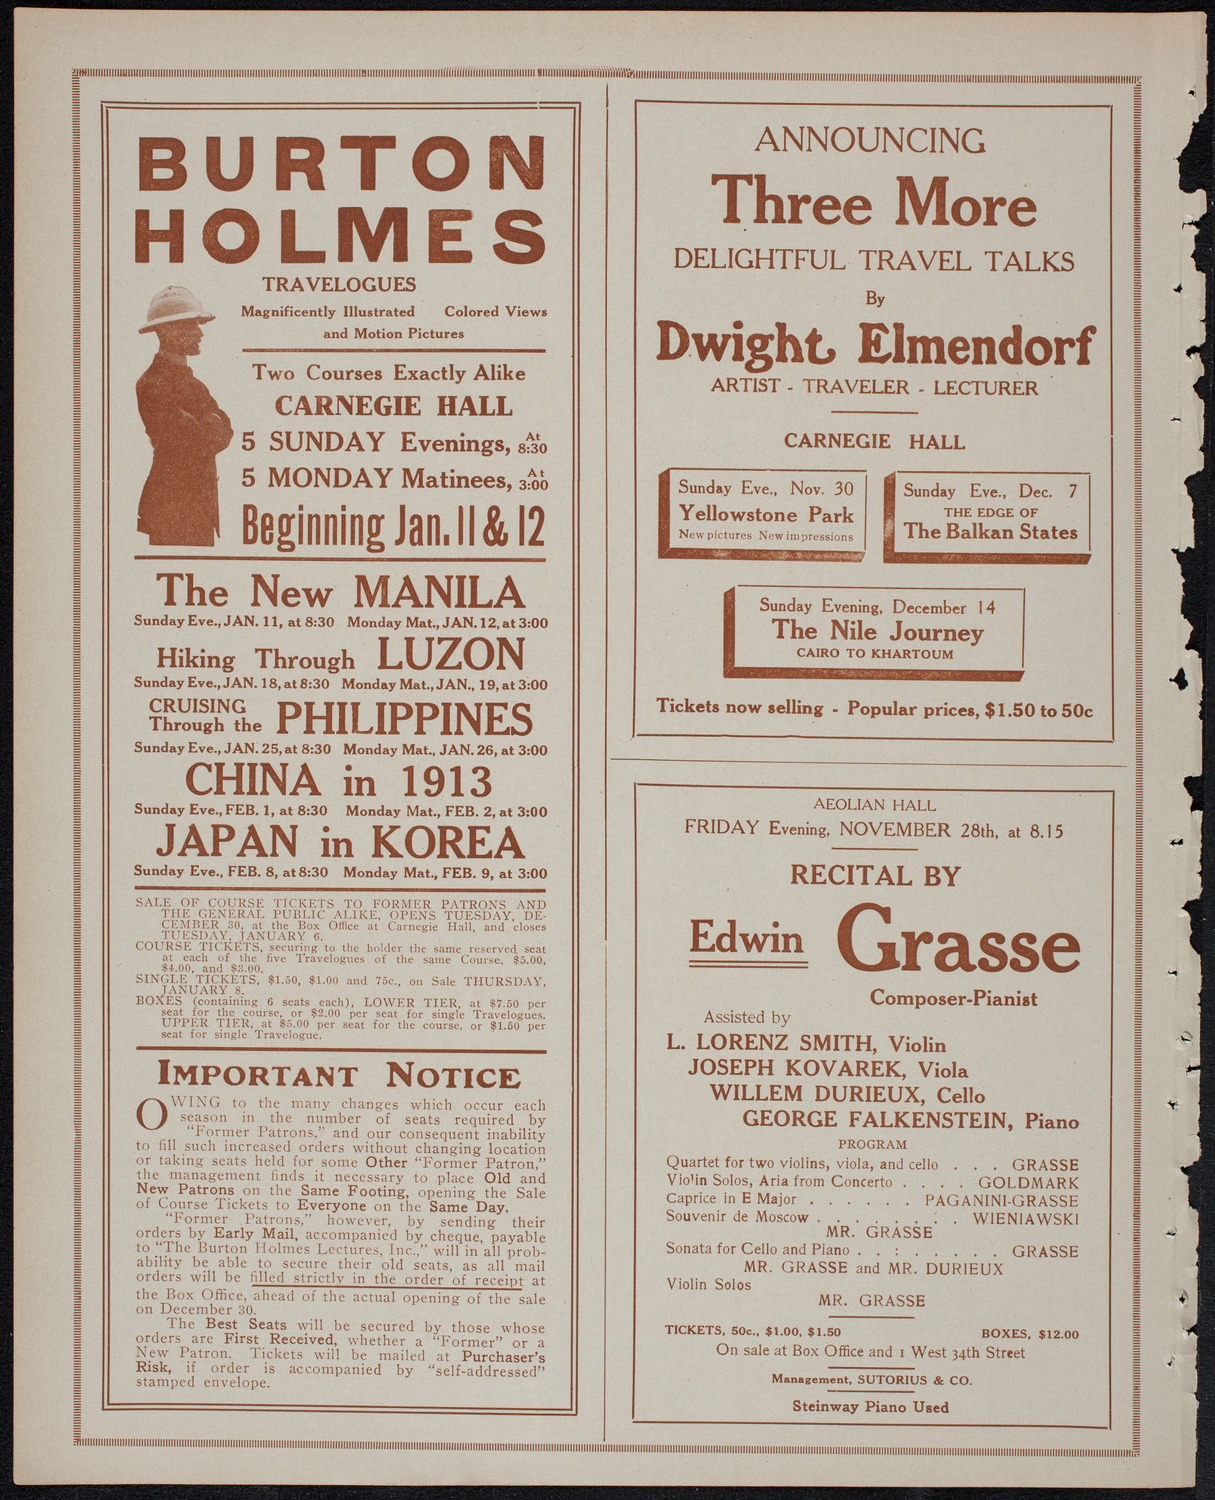 BURTON
HOLMES
TRAVELOGUES
Magnificently Illustrated Colored Views
and Motion Pictures
Two Courses Exactly Alike
CARNEGIE HALL
5 SUNDAY Evenings, At 8:30
5 MONDAY Matinees, At 3:00
Beginning Jan. 11 & 12
The New MANILA
Sunday Eve., JAN. 11, at 8:30 Monday Mat., JAN. 12, at 3:00
Hiking Through LUZON
Sunday Eve., JAN. 18, at 8:30 Monday Mat., JAN., 19, at 3:00
CRUISING
Through the PHILIPPINES
Sunday Eve., JAN. 25, at 8:30 Monday Mat., JAN. 26, at 3:00
CHINA in 1913
Sunday Eve., FEB. 1, at 8:30 Monday Mat., FEB. 2, at 3:00
JAPAN in KOREA
Sunday Eve., FEB. 8, at 8:30 Monday Mat., FEB. 9, at 3:00
SALE OF COURSE TICKETS TO FORMER PATRONS AND
THE GENERAL PUBLIC ALIKE, OPENS TUESDAY, DE-
CEMBER 30, at the Box Office at Carnegie Hall, and closes
TUESDAY, JANUARY 6.
COURSE TICKETS, securing to the holder the same reserved seat
at each of the five Travelogues of the same Course, $5.00,
$4.00, and $3.00.
SINGLE TICKETS, $1.50, $1.00 and 75c., on Sale THURSDAY,
JANUARY 8.
BOXES (containing 6 seats each), LOWER TIER, at $7.50 per
seat for the course, or $2.00 per seat for single Travelogues.
UPPER TIER, at $5.00 per seat for the course, or $1.50 per
seat for single Travelogue.
IMPORTANT NOTICE
OWING to the many changes which occur each
season in the number of seats required by
"Former Patrons," and our consequent inability
to fill such increased orders without changing location
or taking seats held for some Other "Former Patron,"
the management finds it necessary to place Old and
New Patrons on the Same Footing, opening the Sale
of Course Tickets to Everyone on the Same Day.
"Former Patrons," however, by sending their
orders by Early Mail, accompanied by cheque, payable
to "The Burton Holmes Lectures, Inc.," will in all prob-
ability be able to secure their old seats, as all mail
orders will be filled strictly in the order of receipt at
the Box Office, ahead of the actual opening of the sale
on December 30.
The Best Seats will be secured by those whose
orders are First Received, whether a "Former" or a
New Patron. Tickets will be mailed at Purchaser's
Risk, if order is accompanied by "self-addressed"
stamped envelope.
ANNOUNCING
Three More
DELIGHTFUL TRAVEL TALKS
By
Dwight Elmendorf
ARTIST - TRAVELER - LECTURER
CARNEGIE HALL
Sunday Eve., Nov. 30
Yellowstone Park
New pictures New impressions
Sunday Eve., Dec. 7
THE EDGE OF
The Balkan States
Sunday Evening, December 14
The Nile Journey
CAIRO TO KHARTOUM
Tickets now selling - Popular prices, $1.50 to 50c
AEOLIAN HALL
FRIDAY Evening, NOVEMBER 28th, at 8.15
RECITAL BY
Edwin Grasse
Composer-Pianist
Assisted by
L. LORENZ SMITH, Violin
JOSEPH KOVAREK, Viola
WILLEM DURIEUX, Cello
GEORGE FALKENSTEIN, Piano
PROGRAM
Quartet for two violins, viola, and cello . . . GRASSE
Violin Solos, Aria from Concerto . . . . GOLDMARK
Caprice in E Major . . . . . . PAGANINI-GRASSE
Souvenir de Moscow . . . . . . . . WIENIAWSKI
MR. GRASSE
Sonata for Cello and Piano . . : . . . . . GRASSE
MR. GRASSE and MR. DURIEUX
Violin Solos
MR. GRASSE
TICKETS, 50c., $1.00, $1.50 BOXES, $12.00
On sale at Box Office and 1 West 34th Street
Management, SUTORIUS & CO.
Steinway Piano Used